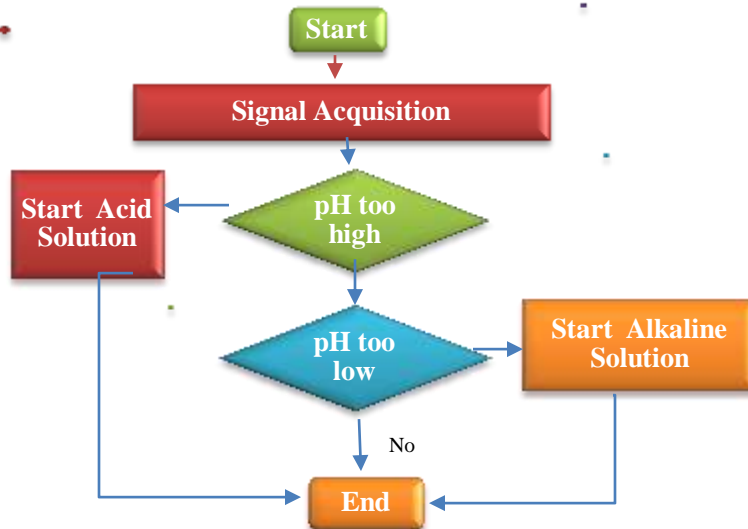 Start
Signal Acquisition
Start Acid
Solution
pH too
high
pH too
low
Start Alkaline
Solution
No
End